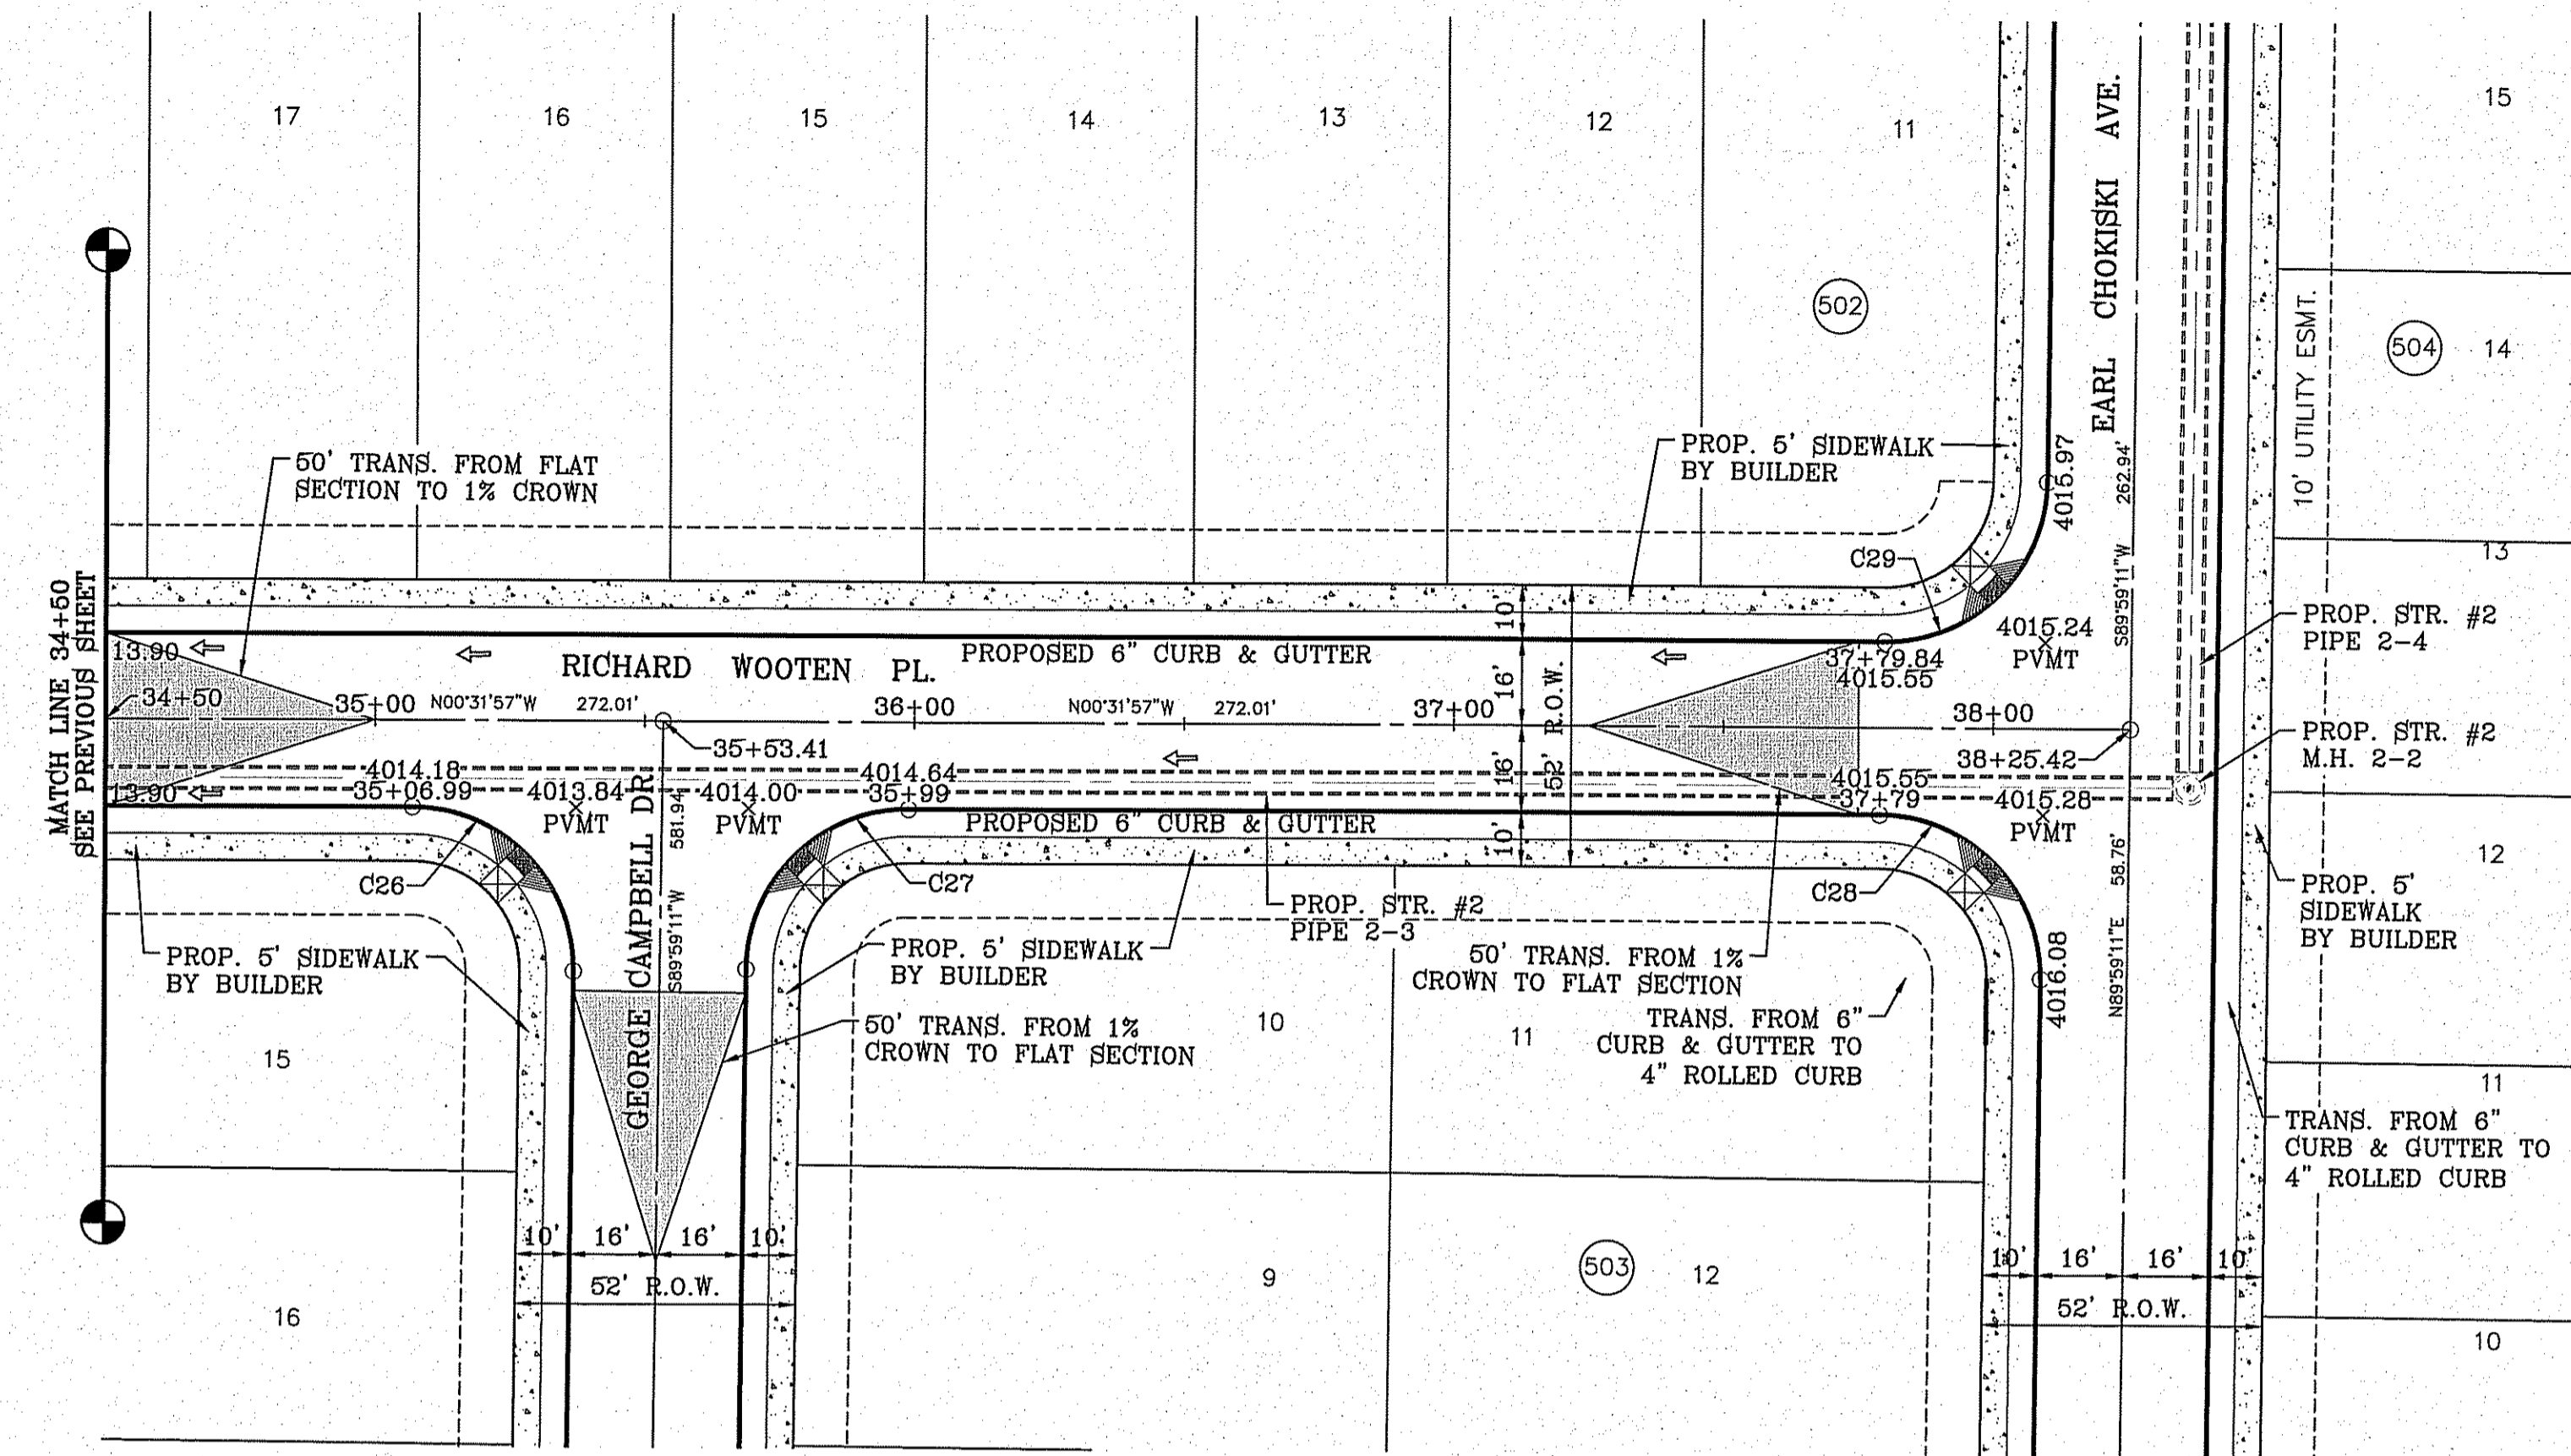 17
16
15
14
13
12
11
15
EARL CHOKISKI AVE.
502
504
14
10' UTILITY ESMT.
50' TRANS. FROM FLAT
SECTION TO 1% CROWN
PROP. 5' SIDEWALK
BY BUILDER
4015.97
262.94'
S89°59'11"W
13
C29
MATCH LINE 34+50
SEE PREVIOUS SHEET
10'
4015.24
PVMT
PROP. STR. #2
PIPE 2-4
13.90
RICHARD WOOTEN PL.
PROPOSED 6" CURB & GUTTER
37+79.84
4015.55
34+50
35+00
N00°31'57"W
272.01'
36+00
N00°31'57"W
272.01'
37+00
16'
52' R.O.W.
38+00
PROP. STR. #2
M.H. 2-2
35+53.41
38+25.42
16'
13.90
4014.18
35+06.99
4013.84
PVMT
4014.00
PVMT
4014.64
35+99
4015.55
37+79
4015.28
PVMT
PROPOSED 6" CURB & GUTTER
10'
12
C26
C27
C28
581.94'
S89°59'11"W
GEORGE CAMPBELL DR.
58.76'
N89°59'11"E
PROP. STR. #2
PIPE 2-3
PROP. 5'
SIDEWALK
BY BUILDER
PROP. 5' SIDEWALK
BY BUILDER
PROP. 5' SIDEWALK
BY BUILDER
50' TRANS. FROM 1%
CROWN TO FLAT SECTION
4016.08
50' TRANS. FROM 1%
CROWN TO FLAT SECTION
10
11
TRANS. FROM 6"
CURB & GUTTER TO
4" ROLLED CURB
15
11
TRANS. FROM 6"
CURB & GUTTER TO
4" ROLLED CURB
10'
16'
16'
10'
52' R.O.W.
16
9
503
12
10'
16'
16'
10'
52' R.O.W.
10